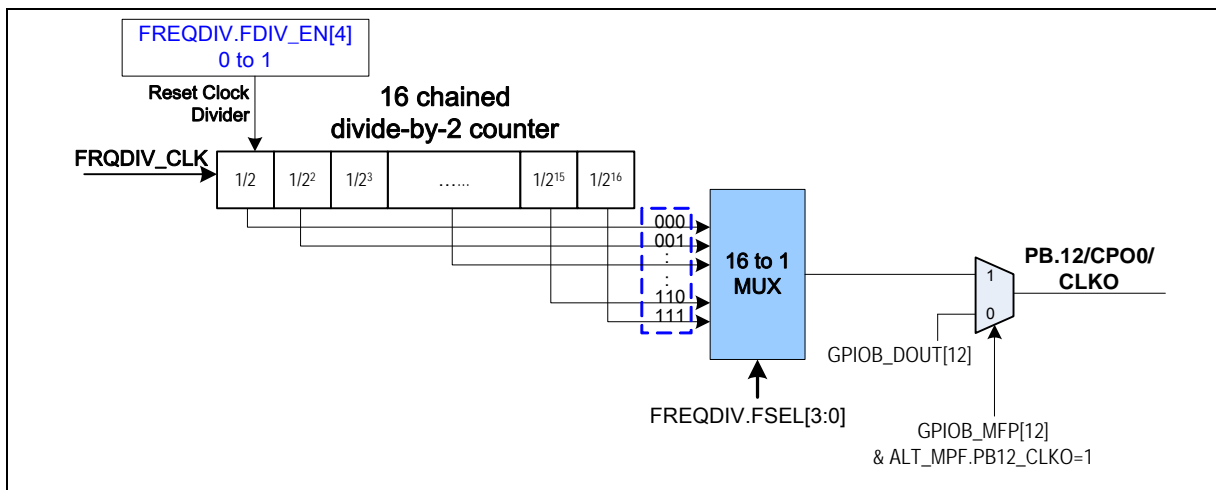 FREQDIV.FDIV_EN[4]
0 to 1
Reset Clock
Divider
16 chained
divide-by-2 counter
FRQDIV_CLK
1/2 1/2² 1/2³ …... 1/2¹⁵ 1/2¹⁶
000
001
:
:
110
111
16 to 1
MUX
PB.12/CPO0/
CLKO
1
0
GPIOB_DOUT[12]
FREQDIV.FSEL[3:0]
GPIOB_MFP[12]
& ALT_MPF.PB12_CLKO=1